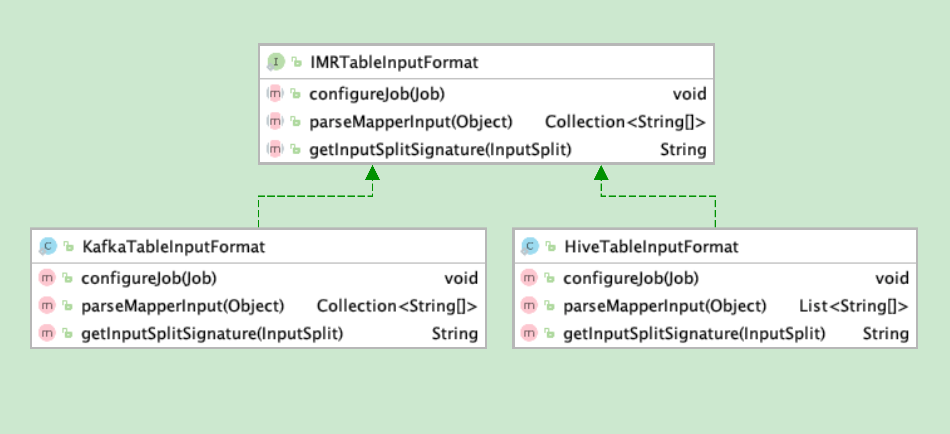 I IMRTableInputFormat
m configureJob(Job) void
m parseMapperInput(Object) Collection<String[]>
m getInputSplitSignature(InputSplit) String
C KafkaTableInputFormat
m configureJob(Job) void
m parseMapperInput(Object) Collection<String[]>
m getInputSplitSignature(InputSplit) String
C HiveTableInputFormat
m configureJob(Job) void
m parseMapperInput(Object) List<String[]>
m getInputSplitSignature(InputSplit) String